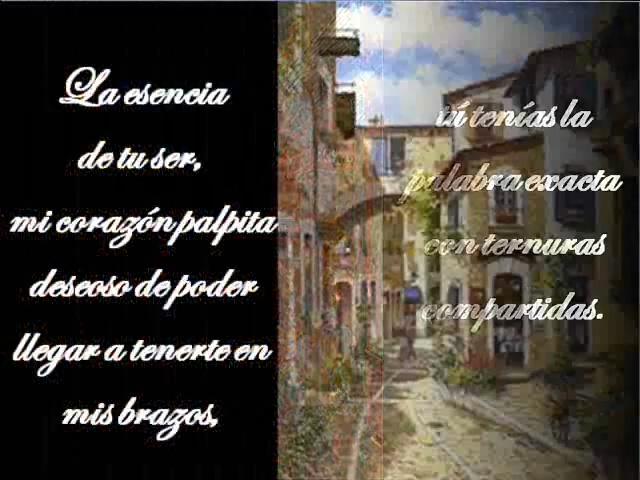 La esencia
de tu ser,
mi corazón palpita
deseoso de poder
llegar a tenerte en
mis brazos,
tú tenías la
palabra exacta
con ternuras
compartidas.